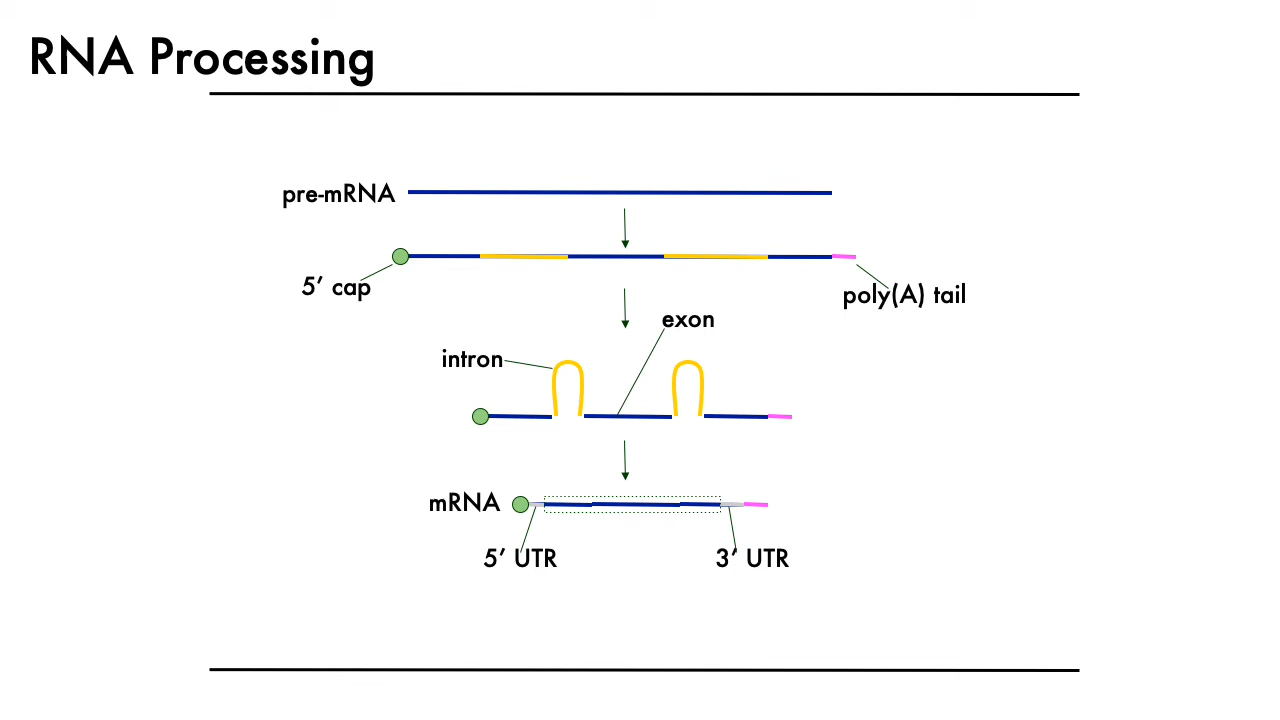 RNA Processing
pre-mRNA
5′ cap
poly(A) tail
exon
intron
mRNA
5′ UTR
3′ UTR